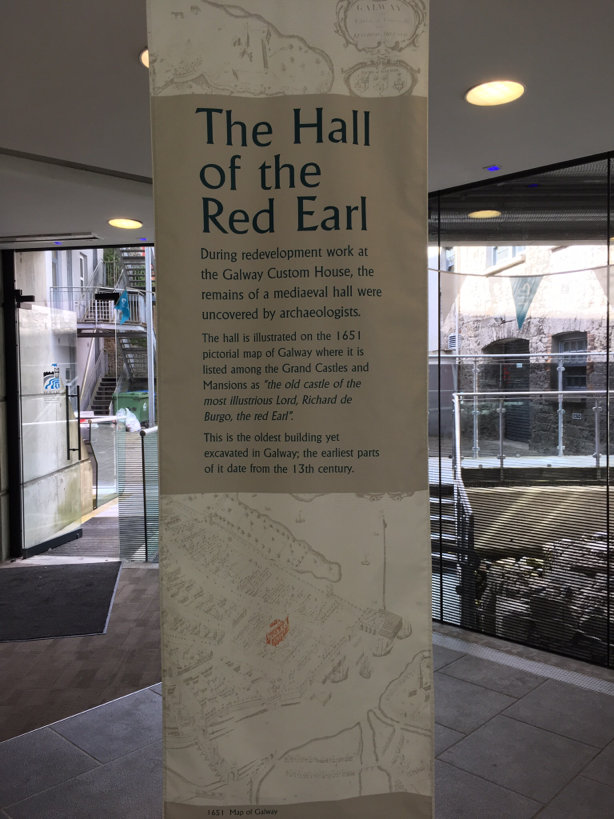 GALWAY
The Hall
of the
Red Earl
During redevelopment work at
the Galway Custom House, the
remains of a mediaeval hall were
uncovered by archaeologists.
The hall is illustrated on the 1651
pictorial map of Galway where it is
listed among the Grand Castles and
Mansions as "the old castle of the
most illustrious Lord, Richard de
Burgo, the red Earl".
This is the oldest building yet
excavated in Galway; the earliest parts
of it date from the 13th century.
1651 Map of Galway